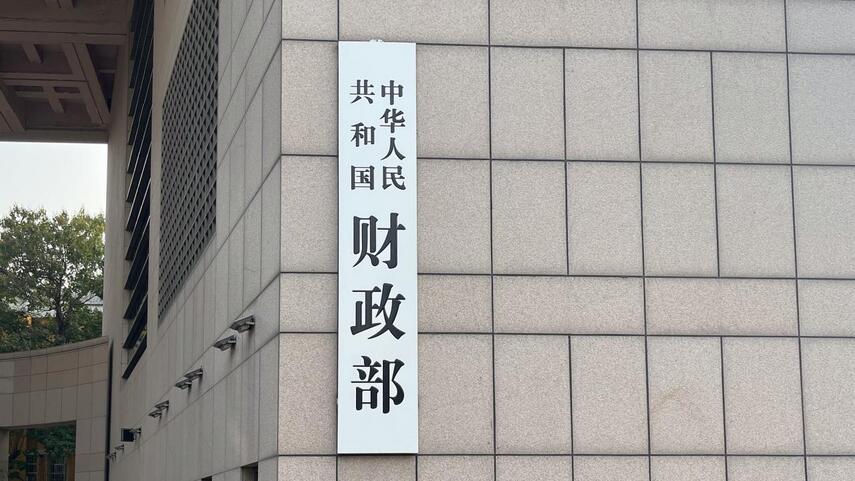 中华人民
共和国
财政部